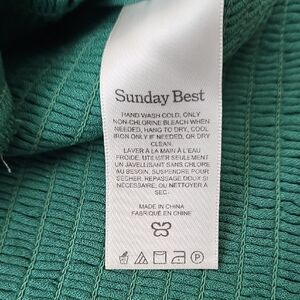 Sunday Best
HAND WASH COLD, ONLY
NON-CHLORINE BLEACH WHEN
NEEDED, HANG TO DRY, COOL
IRON ONLY IF NEEDED, OR DRY
CLEAN.
LAVER À LA MAIN À L'EAU
FROIDE. UTILISER SEULEMENT
UN JAVELLISANT SANS CHLORE
AU BESOIN. SUSPENDRE POUR
SÉCHER. REPASSAGE DOUX SI
NÉCESSAIRE, OU NETTOYER À
SEC.
MADE IN CHINA
FABRIQUÉ EN CHINE
P